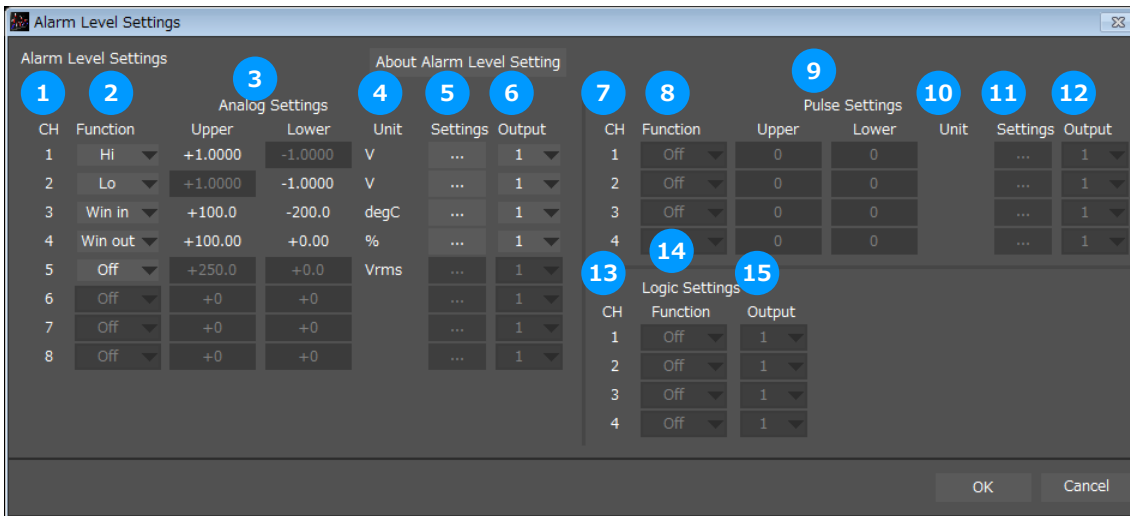 Alarm Level Settings
Alarm Level Settings
About Alarm Level Setting
1 2 3 4 5 6
Analog Settings
CH Function Upper Lower Unit Settings Output
1 Hi +1.0000 -1.0000 V ... 1
2 Lo +1.0000 -1.0000 V ... 1
3 Win in +100.0 -200.0 degC ... 1
4 Win out +100.00 +0.00 % ... 1
5 Off +250.0 +0.0 Vrms ... 1
6 Off +0 +0 ... 1
7 Off +0 +0 ... 1
8 Off +0 +0 ... 1
7 8 9 10 11 12
Pulse Settings
CH Function Upper Lower Unit Settings Output
1 Off 0 0 ... 1
2 Off 0 0 ... 1
3 Off 0 0 ... 1
4 0 0 ... 1
13 14 15
Logic Settings
CH Function Output
1 Off 1
2 Off 1
3 Off 1
4 Off 1
OK Cancel